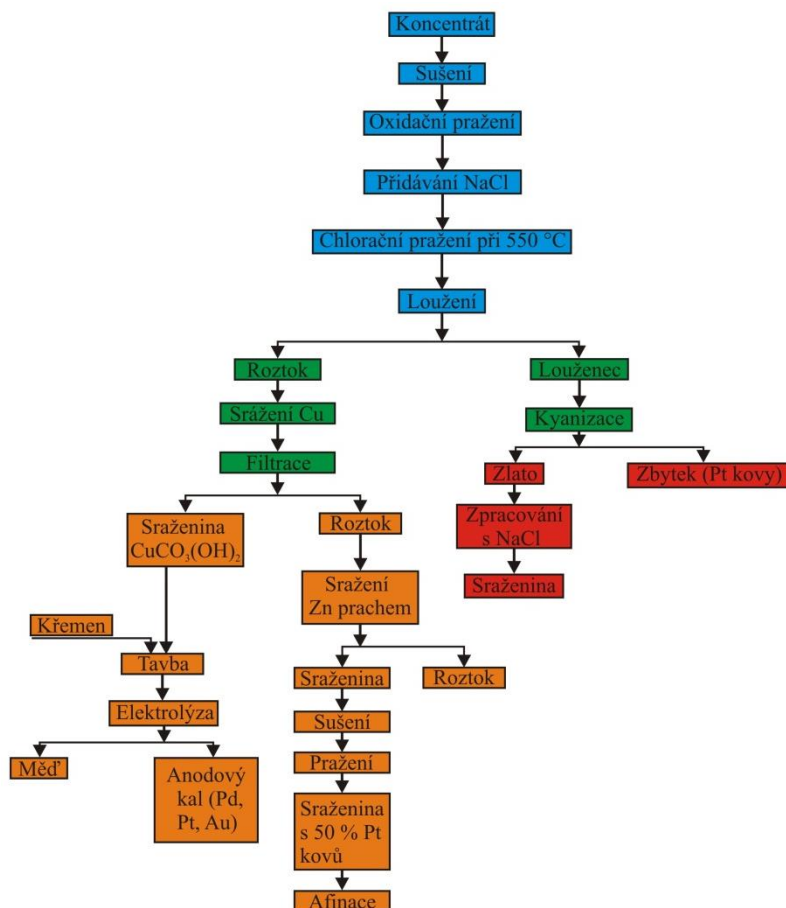 Koncentrát
Sušení
Oxidační pražení
Přidávání NaCl
Chlorační pražení při 550 °C
Loužení
Roztok
Louženec
Srážení Cu
Kyanizace
Filtrace
Zlato
Zbytek (Pt kovy)
Sraženina
CuCO₃(OH)₂
Roztok
Zpracování
s NaCl
Sražení
Zn prachem
Sraženina
Křemen
Tavba
Sraženina
Roztok
Elektrolýza
Sušení
Měď
Anodový
kal (Pd,
Pt, Au)
Pražení
Sraženina
s 50 % Pt
kovů
Afinace